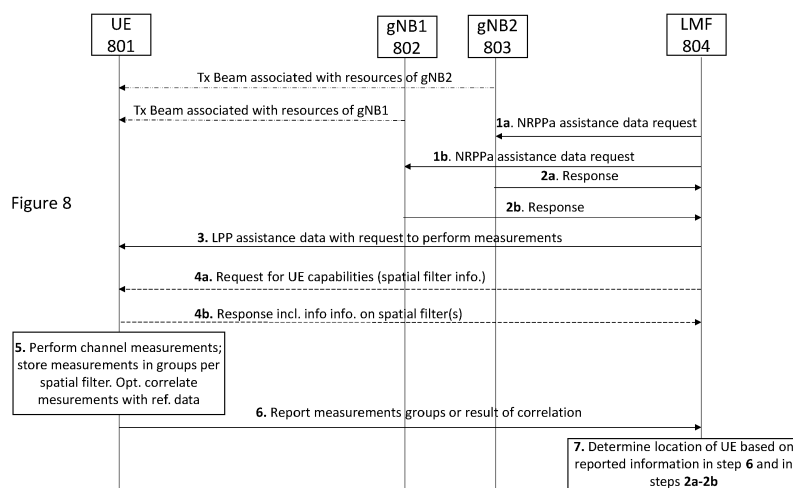 UE
801
gNB1
802
gNB2
803
LMF
804
Tx Beam associated with resources of gNB2
Tx Beam associated with resources of gNB1
1a. NRPPa assistance data request
1b. NRPPa assistance data request
2a. Response
Figure 8
2b. Response
3. LPP assistance data with request to perform measurements
4a. Request for UE capabilities (spatial filter info.)
4b. Response incl. info info. on spatial filter(s)
5. Perform channel measurements;
store measurements in groups per
spatial filter. Opt. correlate
mesurements with ref. data
6. Report measurements groups or result of correlation
7. Determine location of UE based on
reported information in step 6 and in
steps 2a-2b